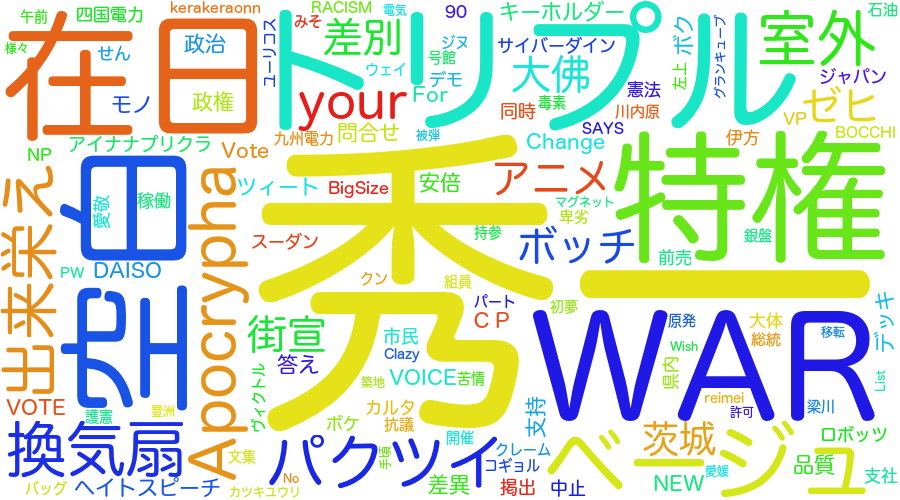 午前
四国電力
kerakeraonn
RACISM
電気
90
キーホルダー
石油
様々
せん
政治
みそ
差別
号館
ジヌ
サイバーダイン
ボク
グランキューブ
室外
在日
トリプル
ユーリコス
ウェイ
デモ
大佛
憲法
左上
ジャパン
モノ
政権
your
For
毒素
同時
川内原
VP
ゼヒ
アイナナプリクラ
九州電力
問合せ
被弾
Change
SAYS
伊方
BOCCHI
NP
Vote
秀
特権
出来栄え
空白
愛敬
稼働
Apocrypha
ツィート
BigSize
安倍
アニメ
マグネット
卑劣
スーダン
持参
ボッチ
前売
銀盤
PW
DAISO
クン
組員
ー
初夢
パート
乃
WAR
街宣
市民
CP
原発
大体
移転
デッキ
答え
Clazy
Wish
総統
VOICE
苦情
県内
List
VOTE
護憲
豊洲
ヴィクトル
築地
カルタ
支持
reimei
許可
梁川
換気扇
ボケ
抗議
開催
ベージュ
茨城
ロボッツ
文集
パクツイ
手張
クレーム
コギョル
愛媛
品質
バッグ
ヘイトスピーチ
カツキユウリ
No
差異
掲出
中止
NEW
支社